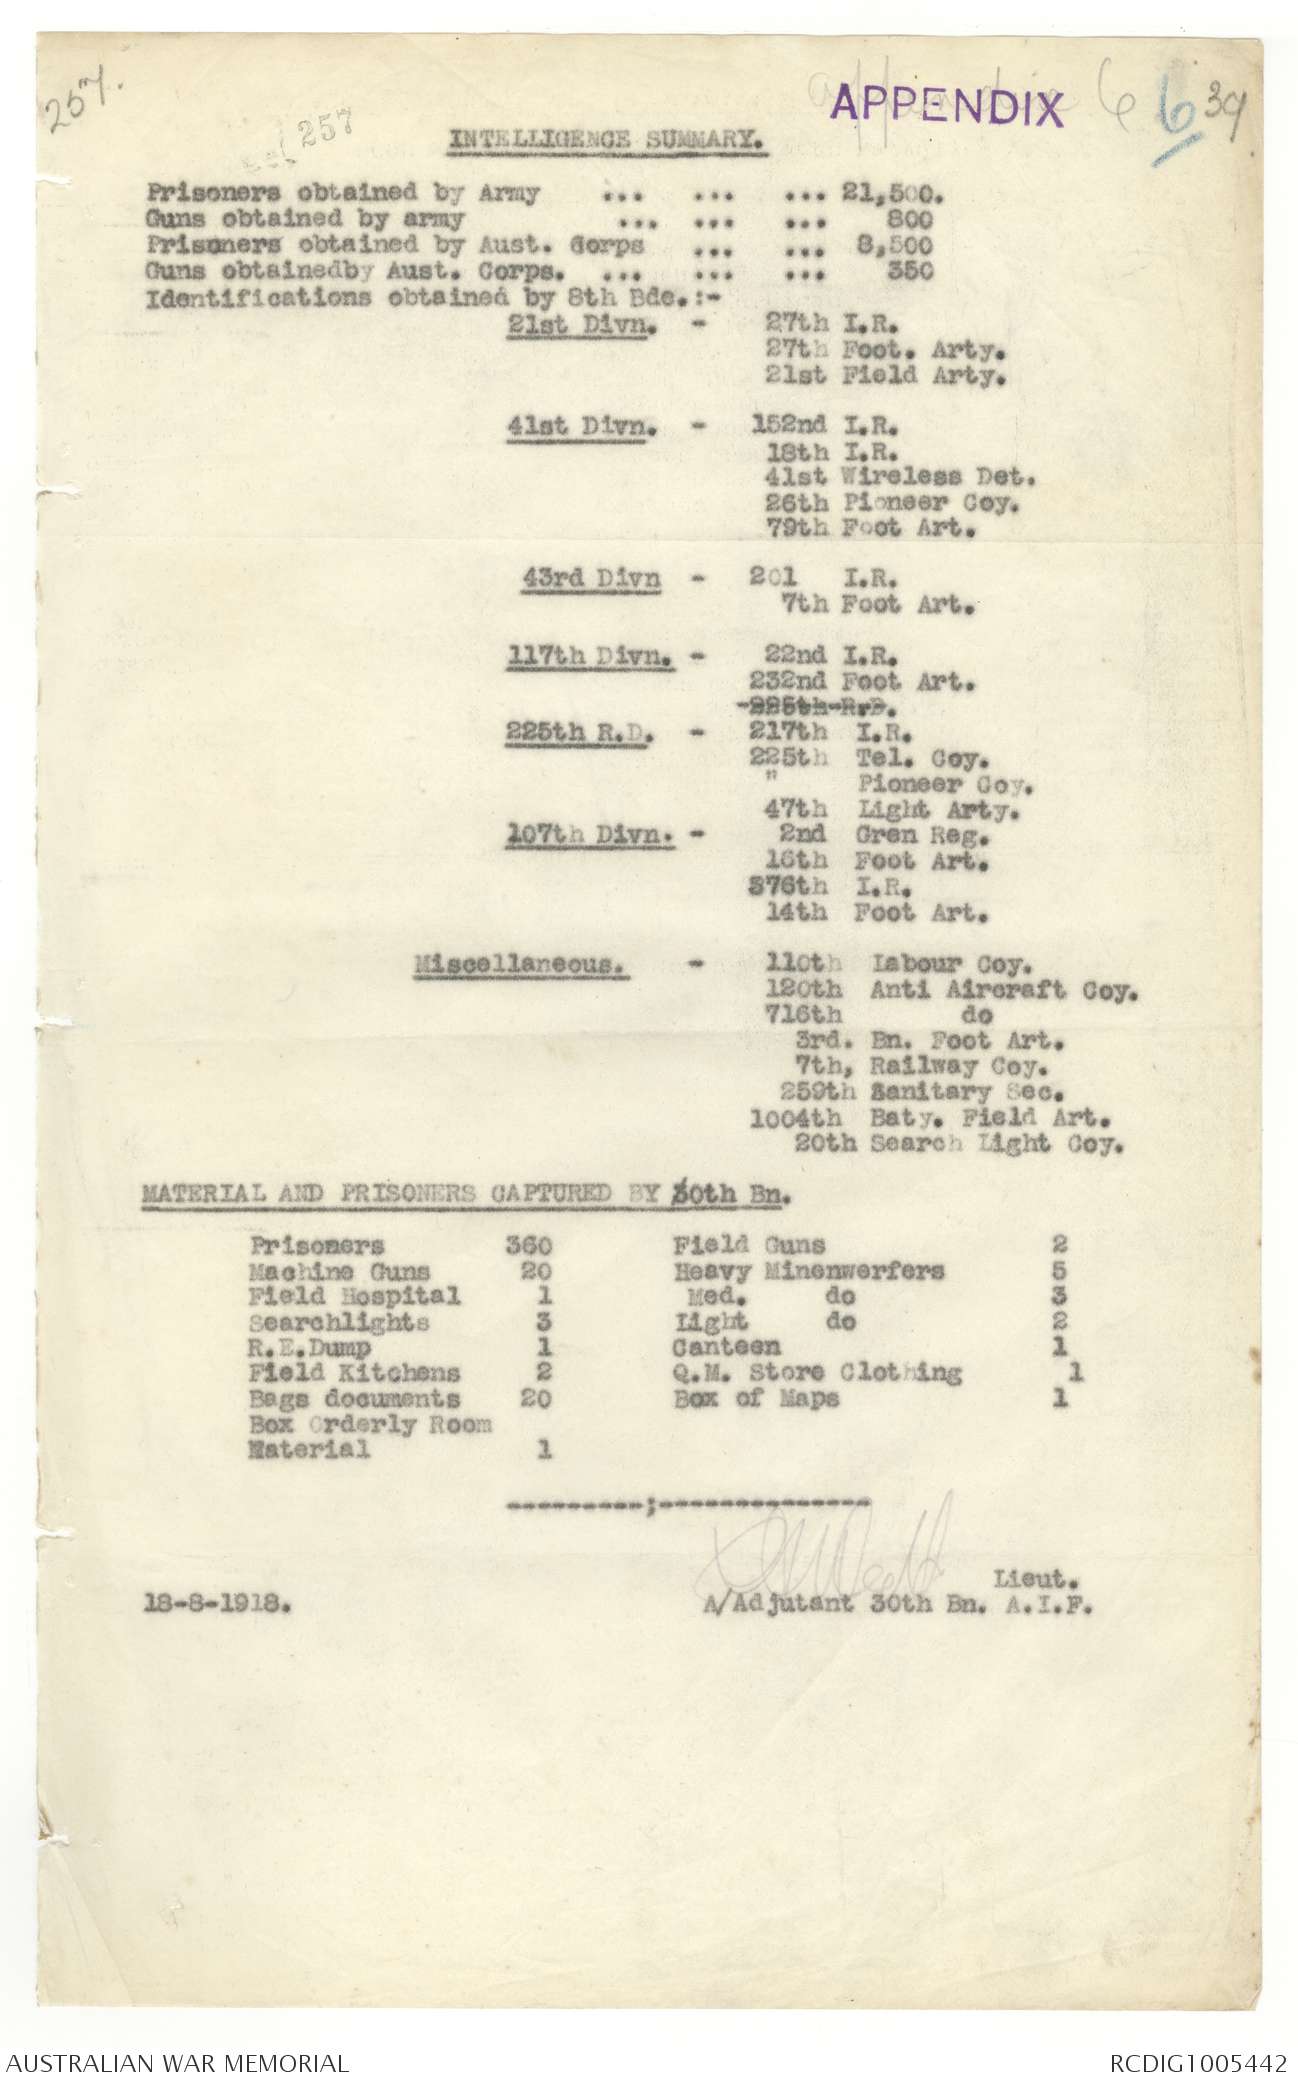 257.
257
APPENDIX 6 6 39
INTELLIGENCE SUMMARY.
Prisoners obtained by Army ... ... ... 21,500.
Guns obtained by army ... ... ... 800
Prisoners obtained by Aust. Corps ... ... 8,500
Guns obtainedby Aust. Corps. ... ... ... 350
Identifications obtained by 8th Bde.:-
21st Divn. - 27th I.R.
27th Foot. Arty.
21st Field Arty.
41st Divn. - 152nd I.R.
18th I.R.
41st Wireless Det.
26th Pioneer Coy.
79th Foot Art.
43rd Divn - 201 I.R.
7th Foot Art.
117th Divn. - 22nd I.R.
232nd Foot Art.
225th R.D.
225th R.D. - 217th I.R.
225th Tel. Coy.
" Pioneer Coy.
47th Light Arty.
107th Divn. - 2nd Gren Reg.
16th Foot Art.
376th I.R.
14th Foot Art.
Miscellaneous. - 110th Labour Coy.
120th Anti Aircraft Coy.
716th do
3rd. Bn. Foot Art.
7th, Railway Coy.
259th Sanitary Sec.
1004th Baty. Field Art.
20th Search Light Coy.
MATERIAL AND PRISONERS CAPTURED BY 30th Bn.
Prisoners 360 Field Guns 2
Machine Guns 20 Heavy Minenwerfers 5
Field Hospital 1 Med. do 3
Searchlights 3 Light do 2
R.E.Dump 1 Canteen 1
Field Kitchens 2 Q.M. Store Clothing 1
Bags documents 20 Box of Maps 1
Box Orderly Room
Material 1
---------;--------------
Lieut.
18-8-1918. A/Adjutant 30th Bn. A.I.F.
AUSTRALIAN WAR MEMORIAL RCDIG1005442